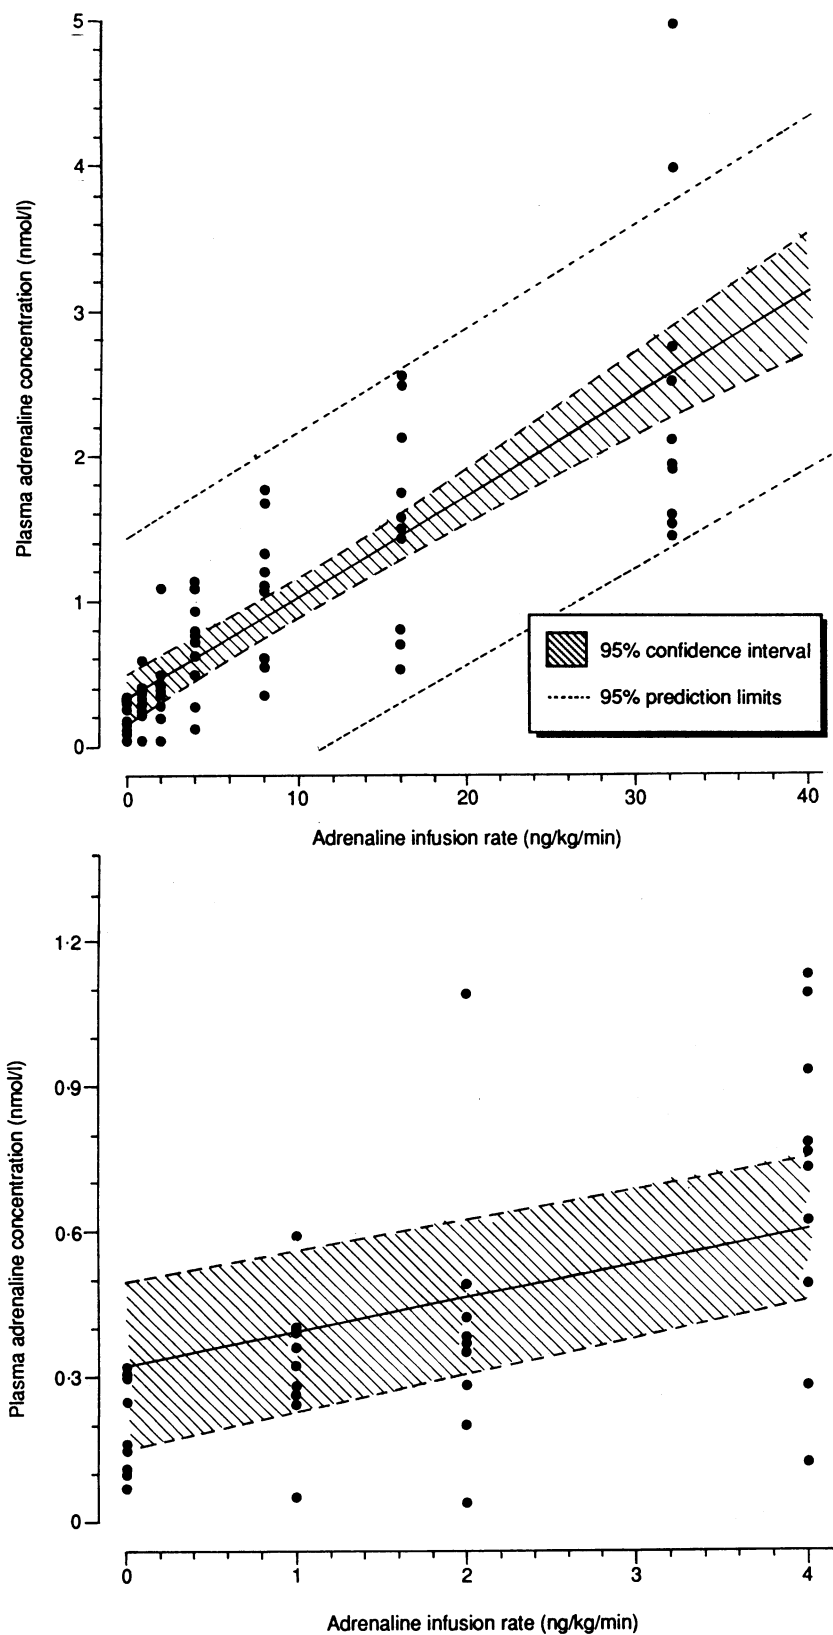 5
4
3
2
1
0
Plasma adrenaline concentration (nmol/l)
95% confidence interval
95% prediction limits
0 10 20 30 40
Adrenaline infusion rate (ng/kg/min)
1·2
0·9
0·6
0·3
0
Plasma adrenaline concentration (nmol/l)
0 1 2 3 4
Adrenaline infusion rate (ng/kg/min)